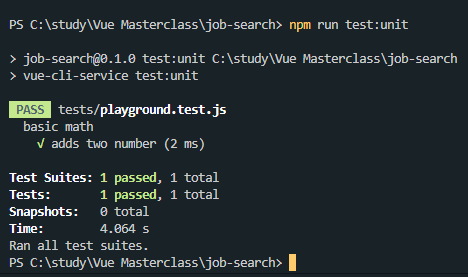 PS C:\study\Vue Masterclass\job-search> npm run test:unit
> job-search@0.1.0 test:unit C:\study\Vue Masterclass\job-search
> vue-cli-service test:unit
PASS tests/playground.test.js
basic math
√ adds two number (2 ms)
Test Suites: 1 passed, 1 total
Tests: 1 passed, 1 total
Snapshots: 0 total
Time: 4.064 s
Ran all test suites.
PS C:\study\Vue Masterclass\job-search>